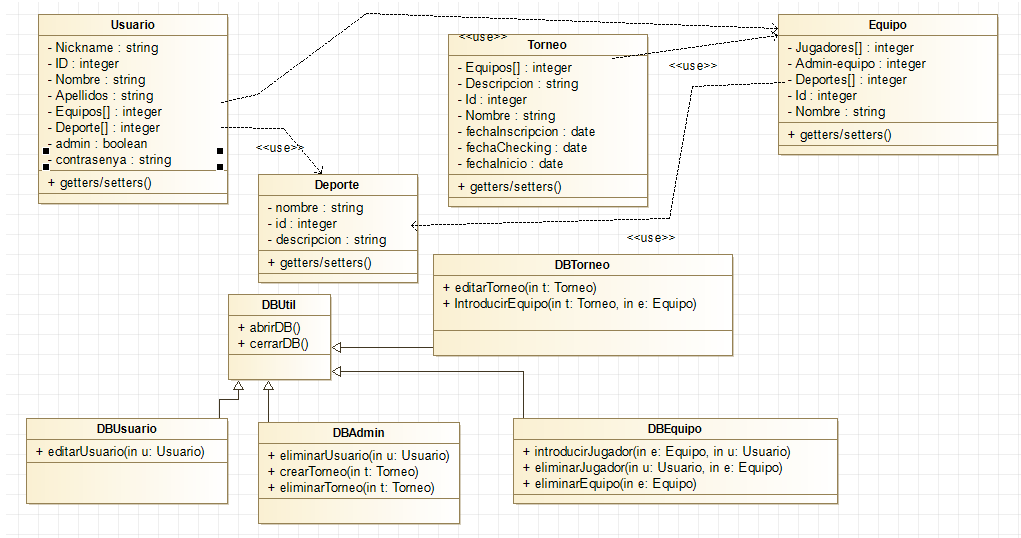 Usuario
- Nickname : string
- ID : integer
- Nombre : string
- Apellidos : string
- Equipos[] : integer
- Deporte[] : integer
- admin : boolean
- contrasenya : string
+ getters/setters()
<<use>>
Torneo
- Equipos[] : integer
- Descripcion : string
- Id : integer
- Nombre : string
- fechaInscripcion : date
- fechaChecking : date
- fechaInicio : date
+ getters/setters()
<<use>>
Equipo
- Jugadores[] : integer
- Admin-equipo : integer
- Deportes[] : integer
- Id : integer
- Nombre : string
+ getters/setters()
<<use>>
Deporte
- nombre : string
- id : integer
- descripcion : string
+ getters/setters()
<<use>>
DBTorneo
+ editarTorneo(in t: Torneo)
+ IntroducirEquipo(in t: Torneo, in e: Equipo)
DBUtil
+ abrirDB()
+ cerrarDB()
DBUsuario
+ editarUsuario(in u: Usuario)
DBAdmin
+ eliminarUsuario(in u: Usuario)
+ crearTorneo(in t: Torneo)
+ eliminarTorneo(in t: Torneo)
DBEquipo
+ introducirJugador(in e: Equipo, in u: Usuario)
+ eliminarJugador(in u: Usuario, in e: Equipo)
+ eliminarEquipo(in e: Equipo)